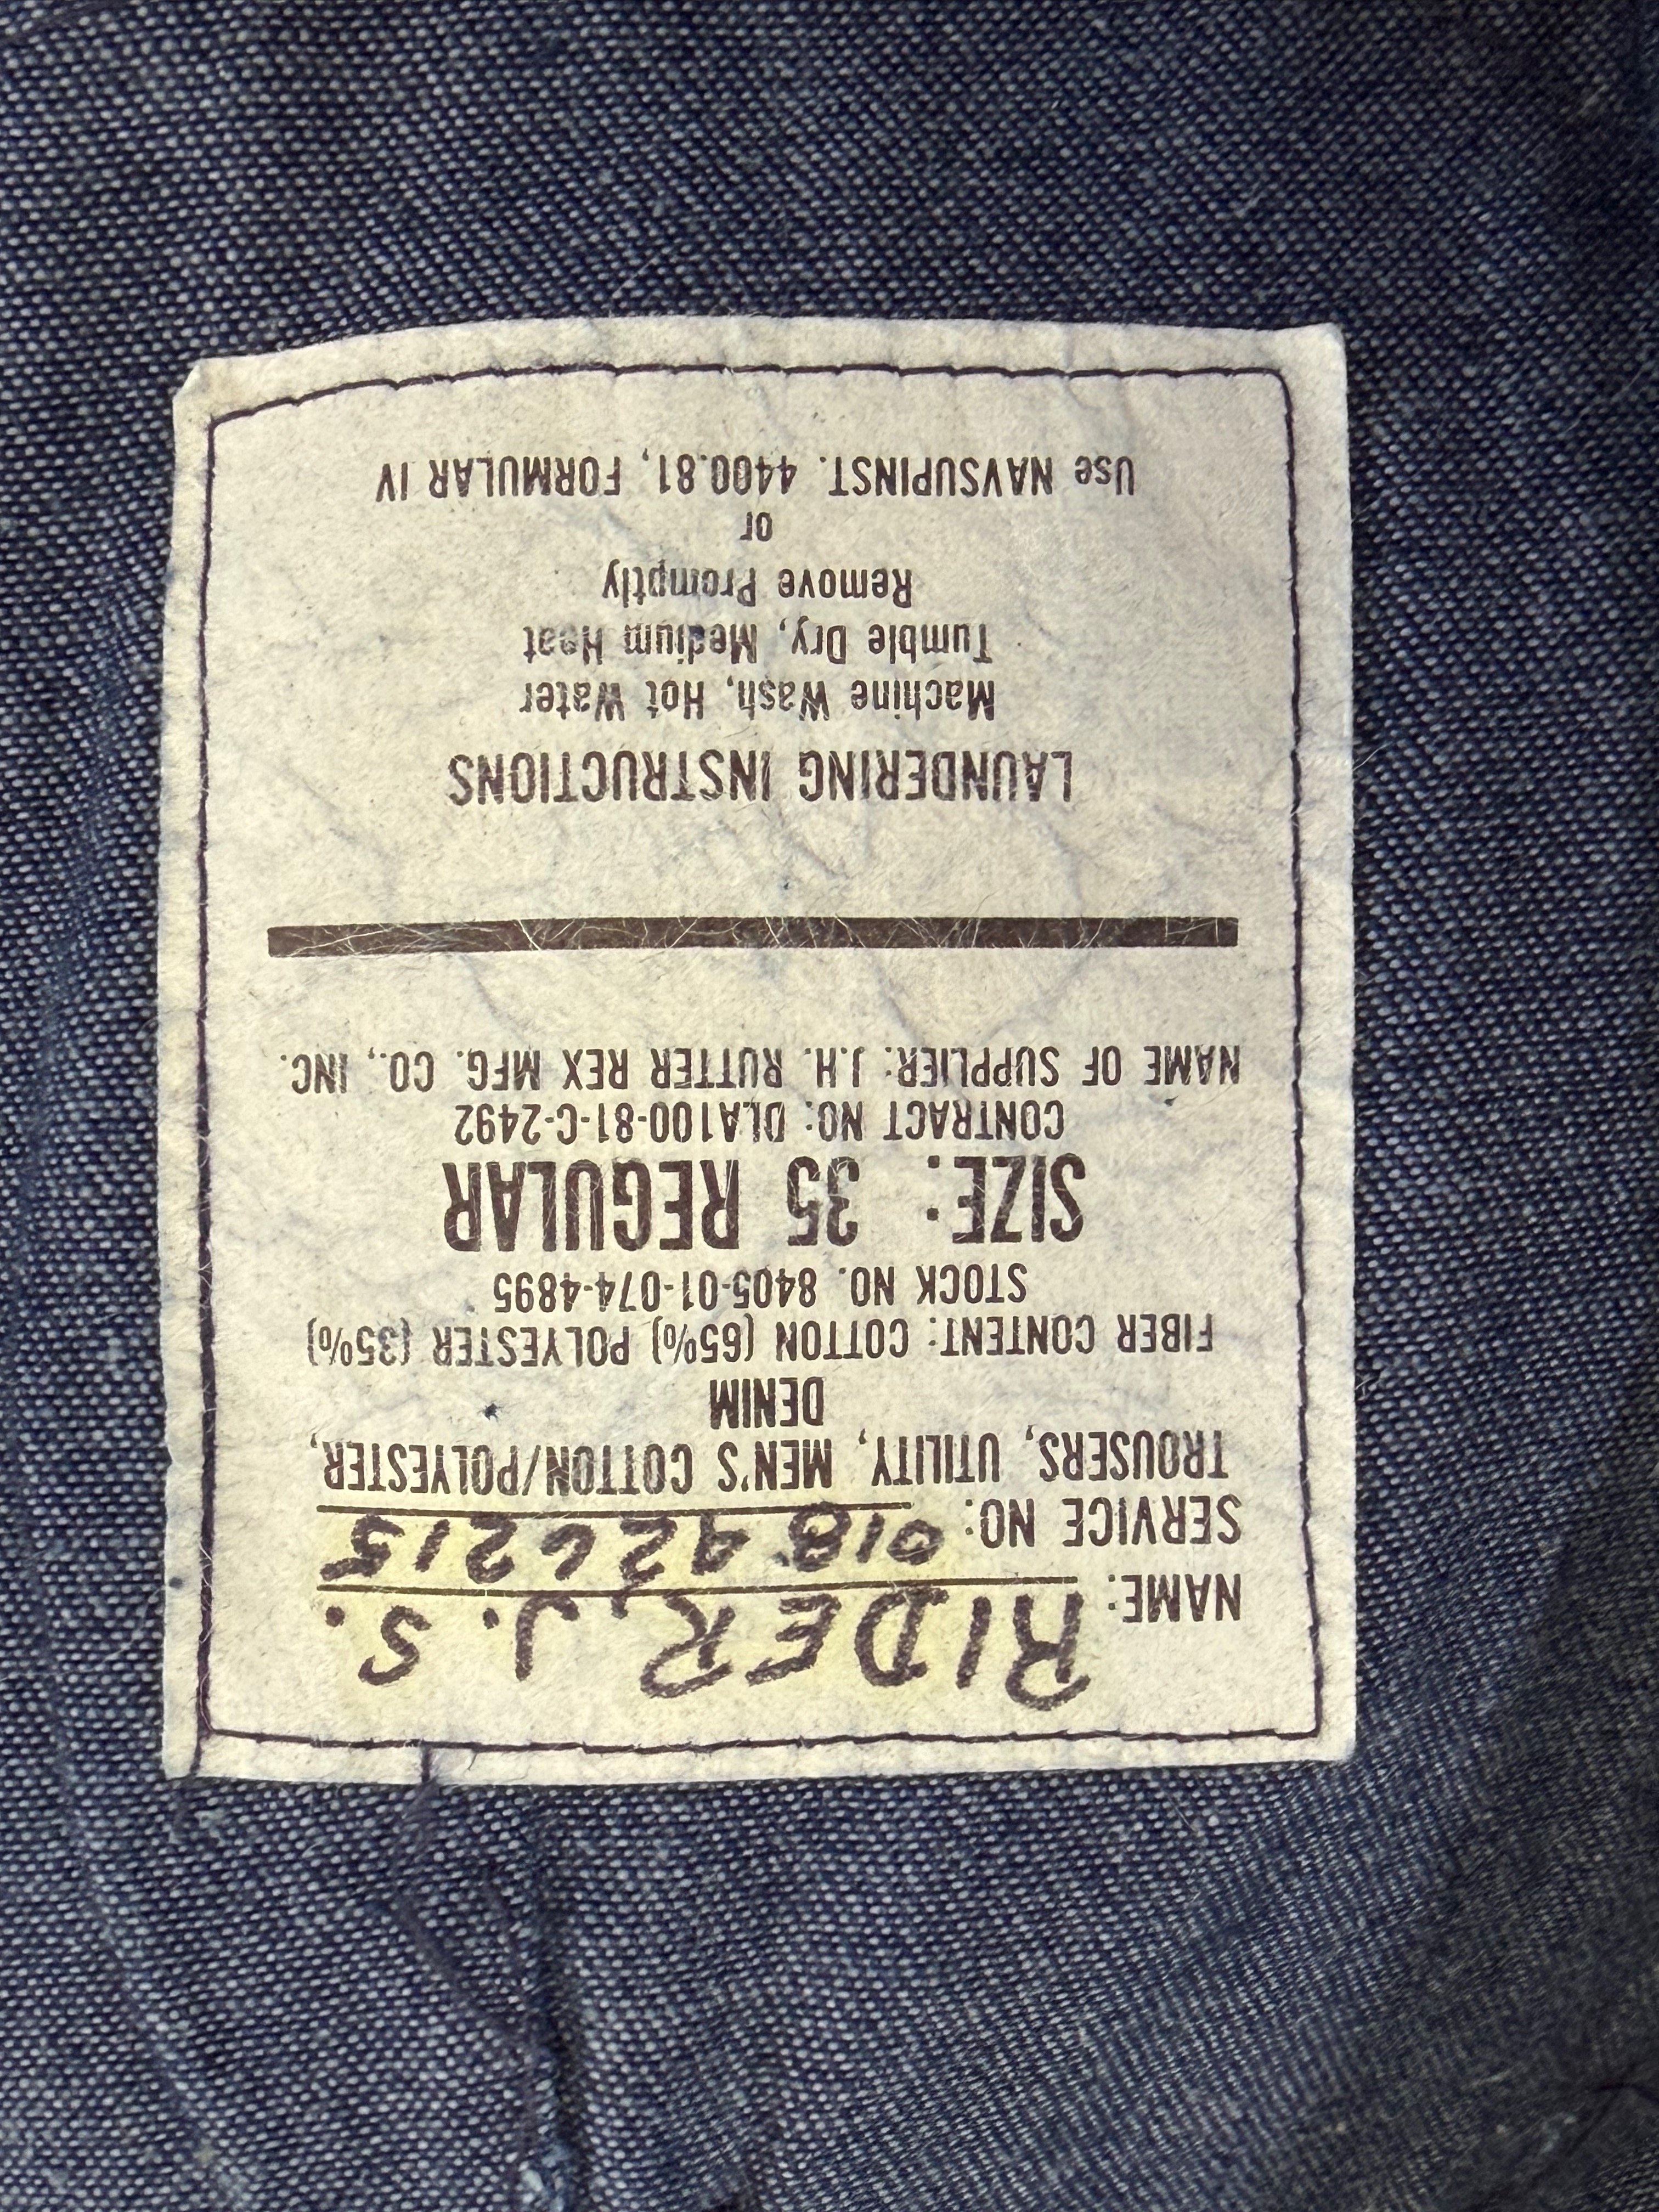 NAME: RIDER, J. S.
SERVICE NO:
TROUSERS, UTILITY, MEN'S COTTON/POLYESTER,
DENIM
FIBER CONTENT: COTTON (65%) POLYESTER (35%)
STOCK NO. 8405-01-074-4895
SIZE: 35 REGULAR
CONTRACT NO: DLA100-81-C-2492
NAME OF SUPPLIER: J.H. RUTTER REX MFG. CO., INC.
LAUNDERING INSTRUCTIONS
Machine Wash, Hot Water
Tumble Dry, Medium Heat
Remove Promptly
or
Use NAVSUPINST. 4400.81, FORMULAR IV